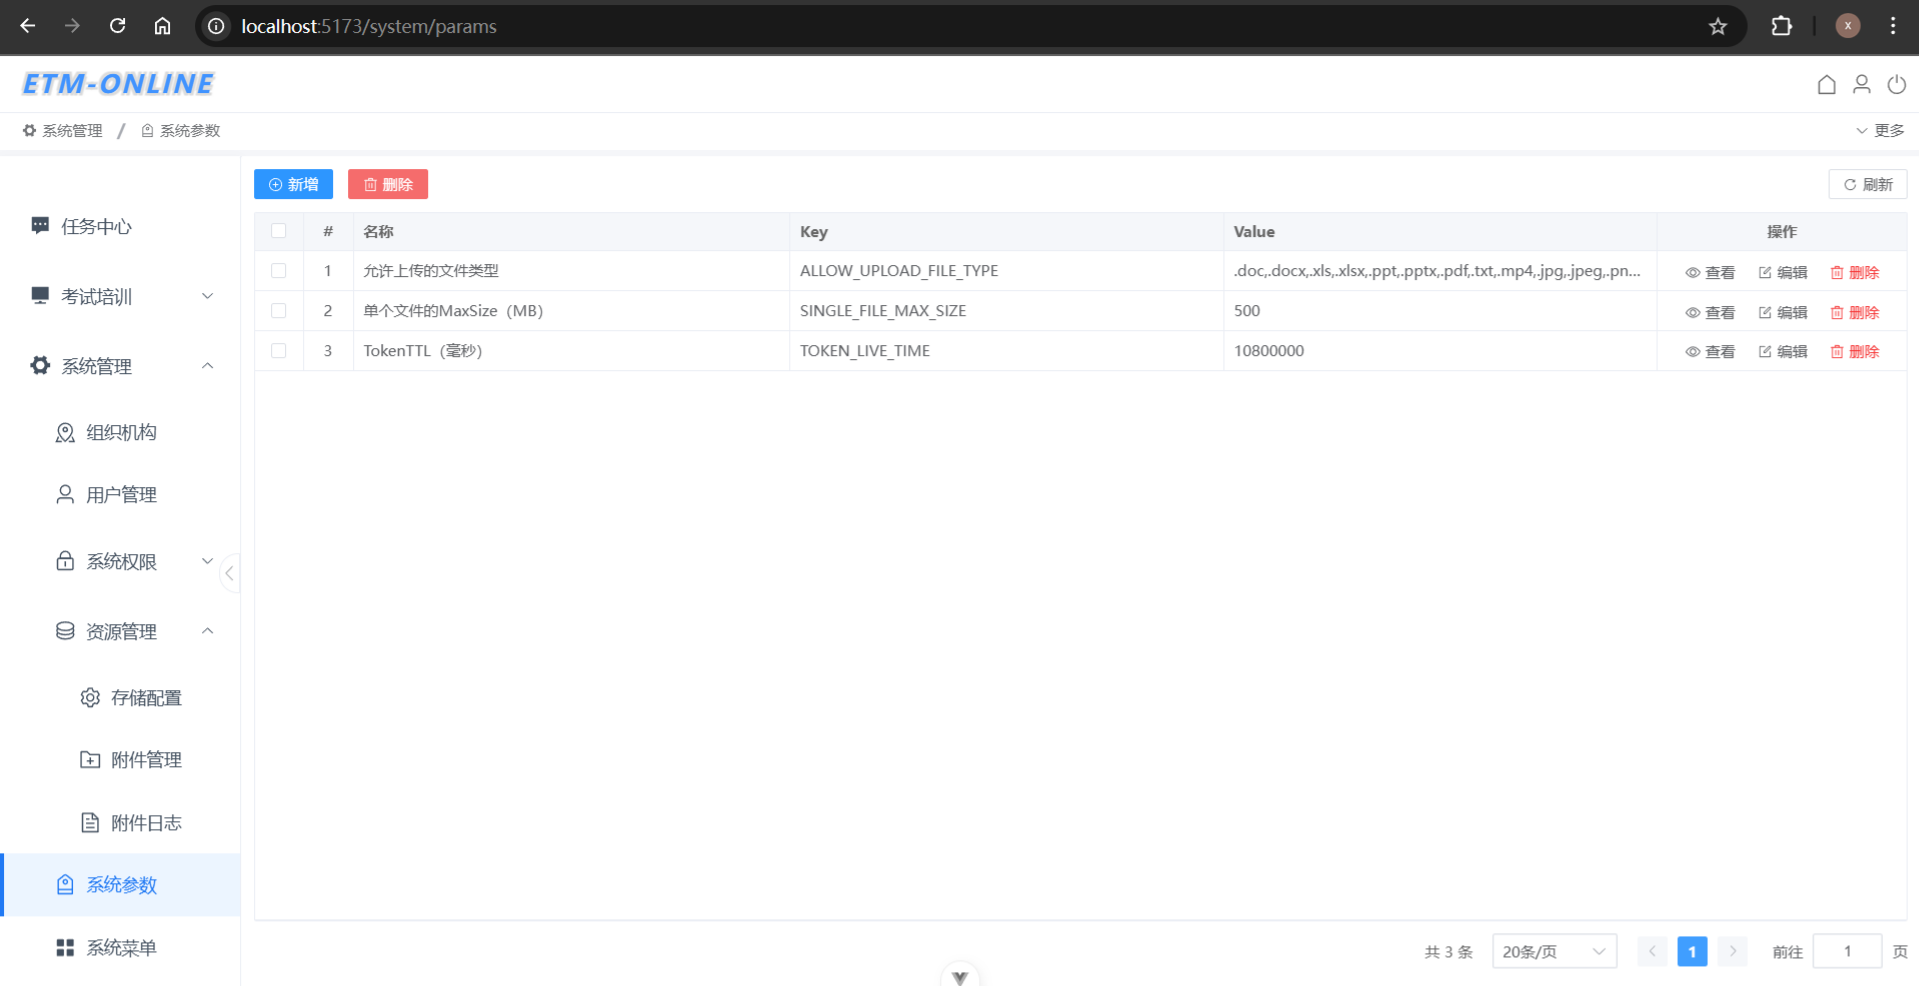 localhost:5173/system/params
X
ETM-ONLINE
系统管理 / 系统参数
更多
任务中心
考试培训
系统管理
组织机构
用户管理
系统权限
资源管理
存储配置
附件管理
附件日志
系统参数
系统菜单
新增 删除
刷新
# 名称 Key Value 操作
1 允许上传的文件类型 ALLOW_UPLOAD_FILE_TYPE .doc,.docx,.xls,.xlsx,.ppt,.pptx,.pdf,.txt,.mp4,.jpg,.jpeg,.pn... 查看 编辑 删除
2 单个文件的MaxSize（MB） SINGLE_FILE_MAX_SIZE 500 查看 编辑 删除
3 TokenTTL（毫秒） TOKEN_LIVE_TIME 10800000 查看 编辑 删除
共 3 条 20条/页 1 前往 1 页